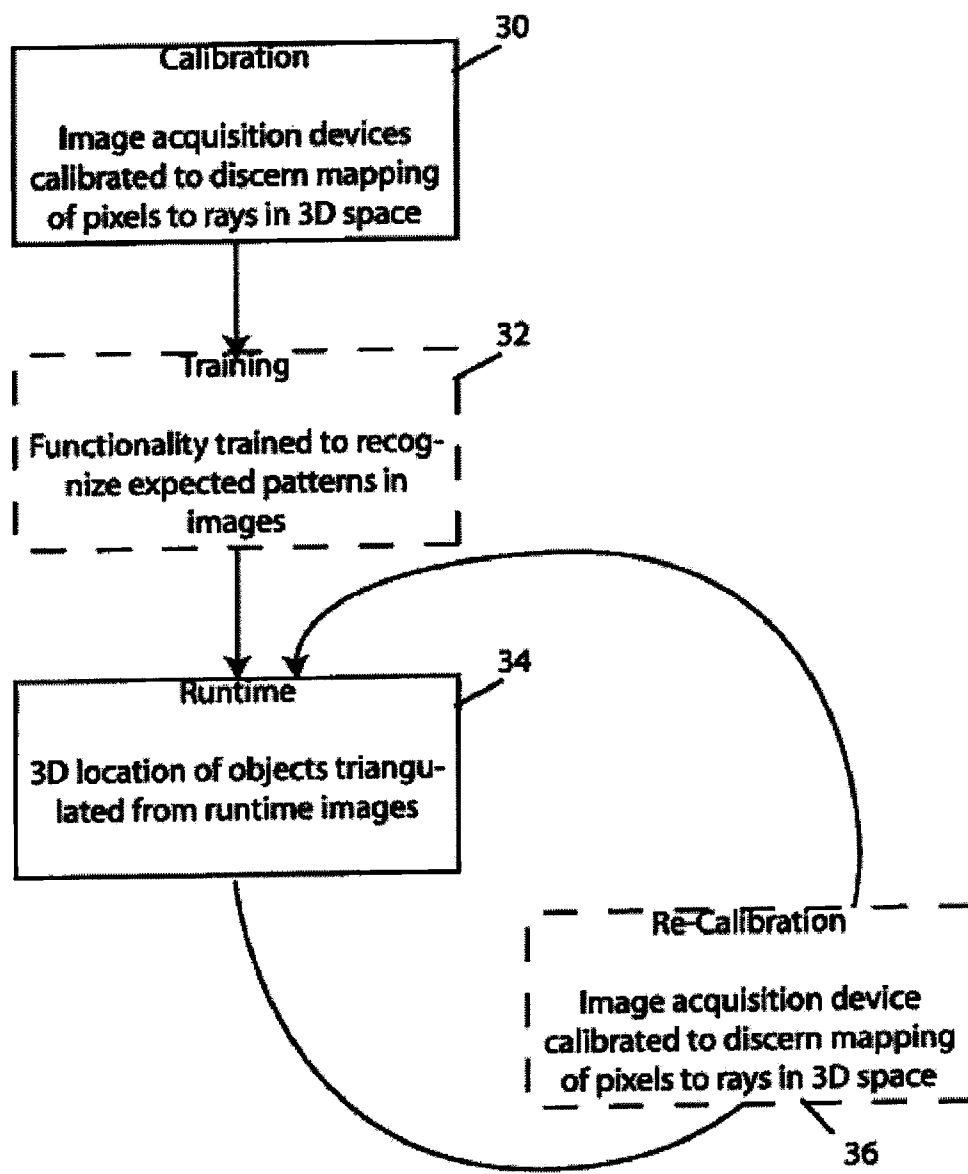 30
Calibration
Image acquisition devices
calibrated to discern mapping
of pixels to rays in 3D space
32
Training
Functionality trained to recog-
nize expected patterns in
images
34
Runtime
3D location of objects triangu-
lated from runtime images
Re-Calibration
Image acquisition device
calibrated to discern mapping
of pixels to rays in 3D space
36